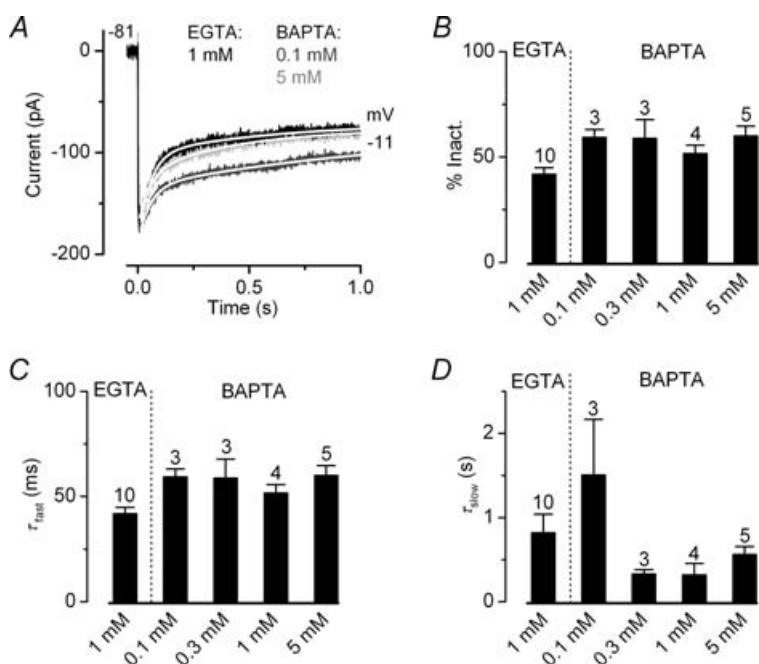 A
-81
EGTA:
1 mM
BAPTA:
0.1 mM
5 mM
mV
-11
0
-100
-200
Current (pA)
0.0
0.5
1.0
Time (s)
B
EGTA
BAPTA
100
50
0
% Inact.
10
3
3
4
5
1 mM
0.1 mM
0.3 mM
1 mM
5 mM
C
EGTA
BAPTA
100
50
0
τfast (ms)
10
3
3
4
5
1 mM
0.1 mM
0.3 mM
1 mM
5 mM
D
EGTA
BAPTA
2
1
0
τslow (s)
10
3
3
4
5
1 mM
0.1 mM
0.3 mM
1 mM
5 mM